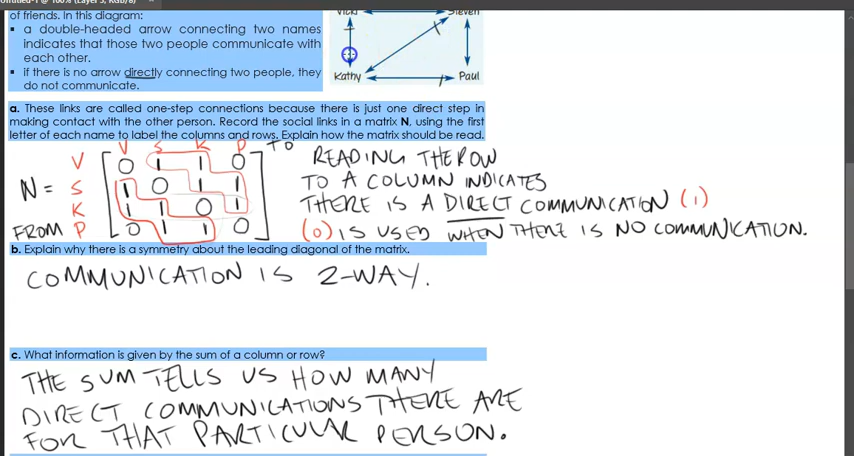 of friends. In this diagram:
• a double-headed arrow connecting two names
indicates that those two people communicate with
each other.
• if there is no arrow directly connecting two people, they
do not communicate.
Kathy
Paul
a. These links are called one-step connections because there is just one direct step in
making contact with the other person. Record the social links in a matrix N, using the first
letter of each name to label the columns and rows. Explain how the matrix should be read.
V S K P TO
V 0 1 1 0
N = S 1 0 1 1
K 1 1 0 1
FROM P 0 1 1 0
READING THE ROW
TO A COLUMN INDICATES
THERE IS A DIRECT COMMUNICATION (1)
(0) IS USED WHEN THERE IS NO COMMUNICATION.
b. Explain why there is a symmetry about the leading diagonal of the matrix.
COMMUNICATION IS 2-WAY.
c. What information is given by the sum of a column or row?
THE SUM TELLS US HOW MANY
DIRECT COMMUNICATIONS THERE ARE
FOR THAT PARTICULAR PERSON.